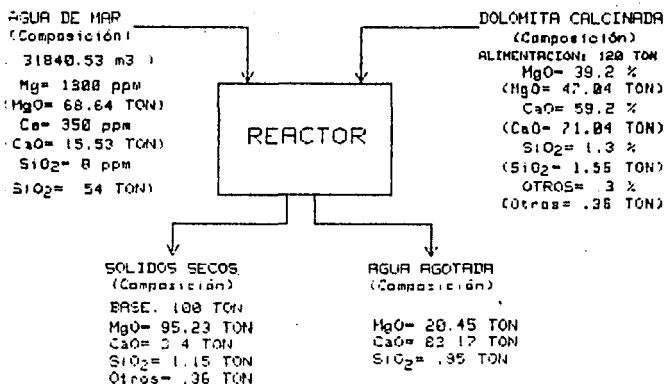 AGUA DE MAR
(Composición)
31840.53 m3 )
Mg= 1300 ppm
(MgO= 68.64 TON)
Ca= 350 ppm
CaO= 15.53 TON)
SiO2= 8 ppm
SiO2= 54 TON)
DOLOMITA CALCINADA
(Composición)
ALIMENTACION: 120 TON
MgO= 39.2 %
(MgO= 47.04 TON)
CaO= 59.2 %
(CaO= 71.04 TON)
SiO2= 1.3 %
(SiO2= 1.56 TON)
OTROS= .3 %
(Otros= .36 TON)
REACTOR
SOLIDOS SECOS
(Composición)
BASE. 100 TON
MgO= 95.23 TON
CaO= 3 4 TON
SiO2= 1.15 TON
Otros= .36 TON
AGUA AGOTADA
(Composición)
MgO= 20.45 TON
CaO= 83 17 TON
SiO2= .95 TON